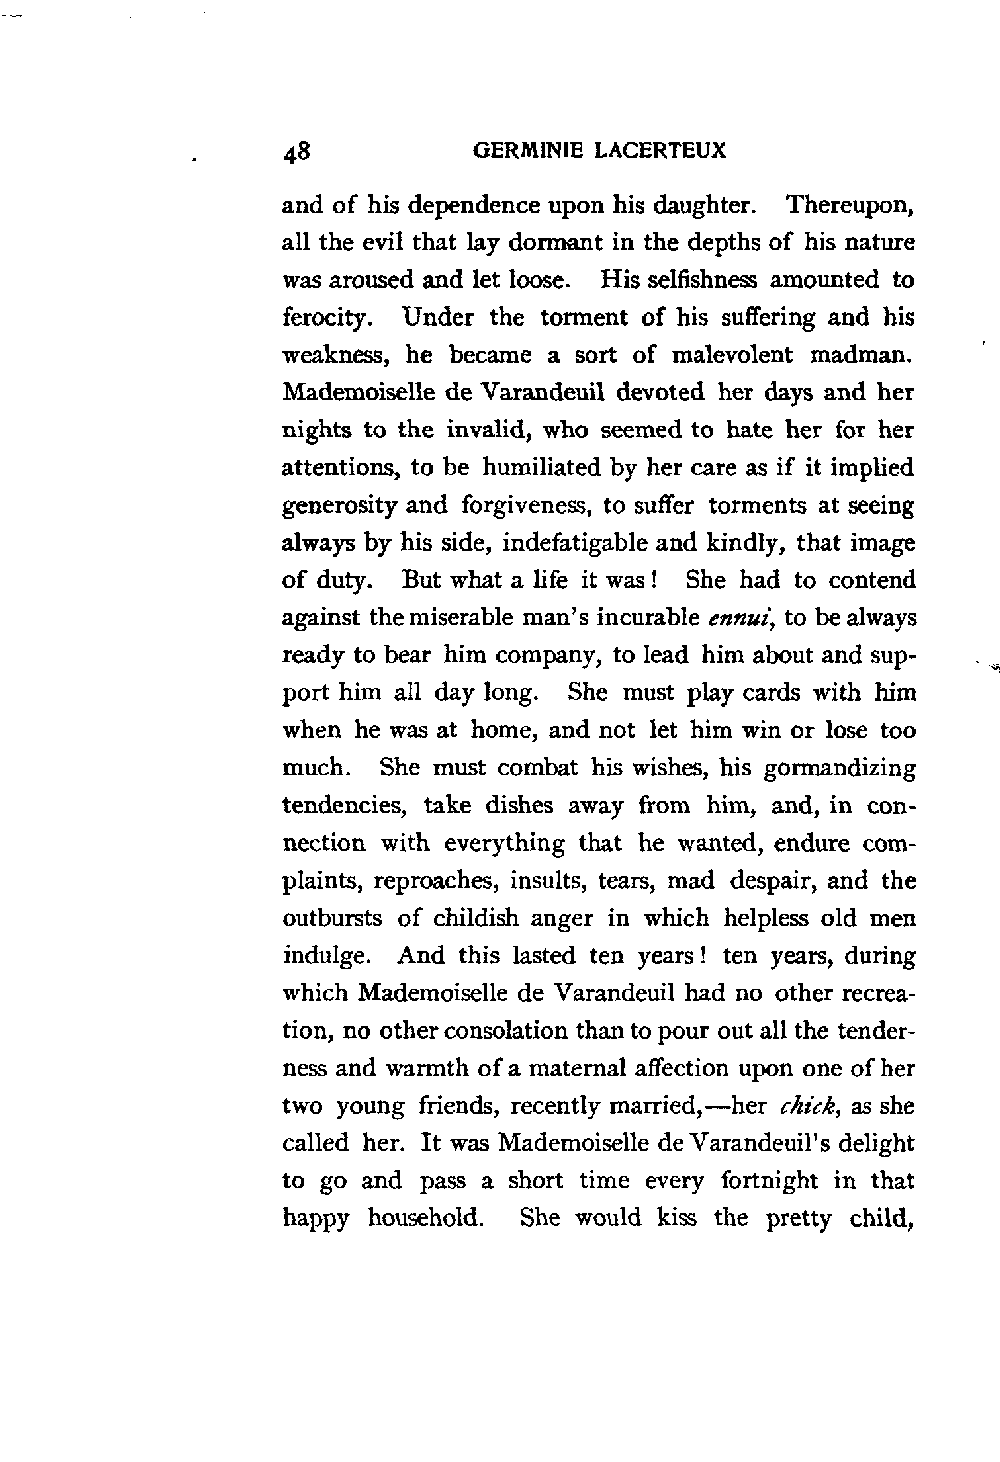 48 GERMINIE LACERTEUX
and of his dependence upon his daughter. Thereupon,
all the evil that lay dormant in the depths of his nature
was aroused and let loose. His selfishness amounted to
ferocity. Under the torment of his suffering and his
weakness, he became a sort of malevolent madman.
Mademoiselle de Varandeuil devoted her days and her
nights to the invalid, who seemed to hate her for her
attentions, to be humiliated by her care as if it implied
generosity and forgiveness, to suffer torments at seeing
always by his side, indefatigable and kindly, that image
of duty. But what a life it was! She had to contend
against the miserable man's incurable ennui, to be always
ready to bear him company, to lead him about and sup-
port him all day long. She must play cards with him
when he was at home, and not let him win or lose too
much. She must combat his wishes, his gormandizing
tendencies, take dishes away from him, and, in con-
nection with everything that he wanted, endure com-
plaints, reproaches, insults, tears, mad despair, and the
outbursts of childish anger in which helpless old men
indulge. And this lasted ten years! ten years, during
which Mademoiselle de Varandeuil had no other recrea-
tion, no other consolation than to pour out all the tender-
ness and warmth of a maternal affection upon one of her
two young friends, recently married,—her chick, as she
called her. It was Mademoiselle de Varandeuil's delight
to go and pass a short time every fortnight in that
happy household. She would kiss the pretty child,